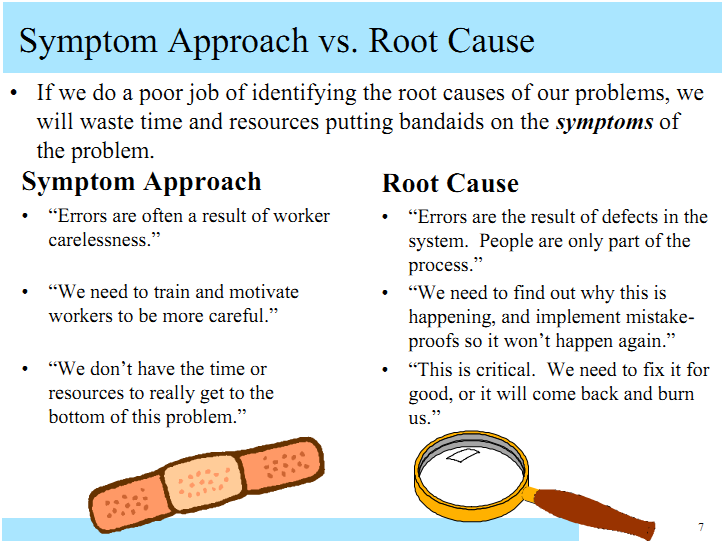 Symptom Approach vs. Root Cause
• If we do a poor job of identifying the root causes of our problems, we
will waste time and resources putting bandaids on the symptoms of
the problem.
Symptom Approach
• “Errors are often a result of worker
carelessness.”
• “We need to train and motivate
workers to be more careful.”
• “We don’t have the time or
resources to really get to the
bottom of this problem.”
Root Cause
• “Errors are the result of defects in the
system.  People are only part of the
process.”
• “We need to find out why this is
happening, and implement mistake-
proofs so it won’t happen again.”
• “This is critical.  We need to fix it for
good, or it will come back and burn
us.”
7